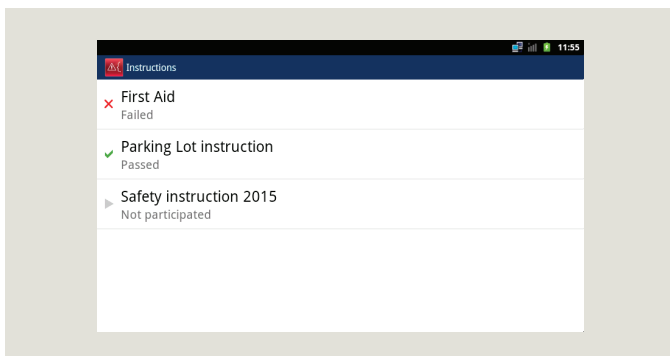 11:55
Instructions
First Aid
Failed
Parking Lot instruction
Passed
Safety instruction 2015
Not participated